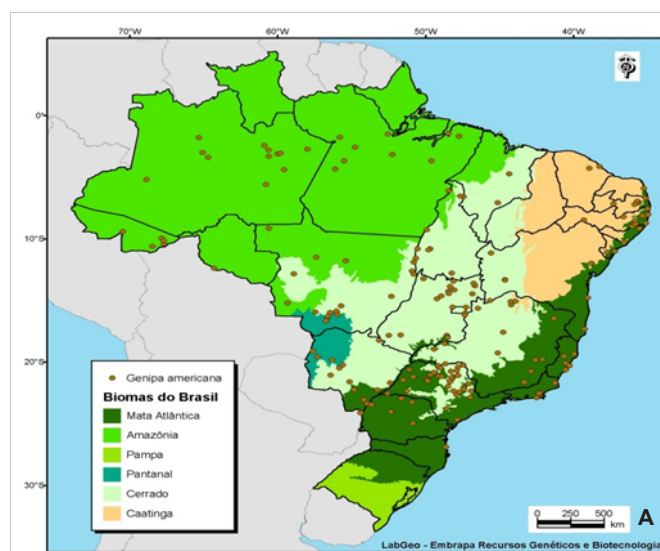 70°W 60°W 50°W 40°W
0°
10°S
20°S
30°S
Genipa americana
Biomas do Brasil
Mata Atlântica
Amazônia
Pampa
Pantanal
Cerrado
Caatinga
0 250 500
km
A
LabGeo - Embrapa Recursos Genéticos e Biotecnologia